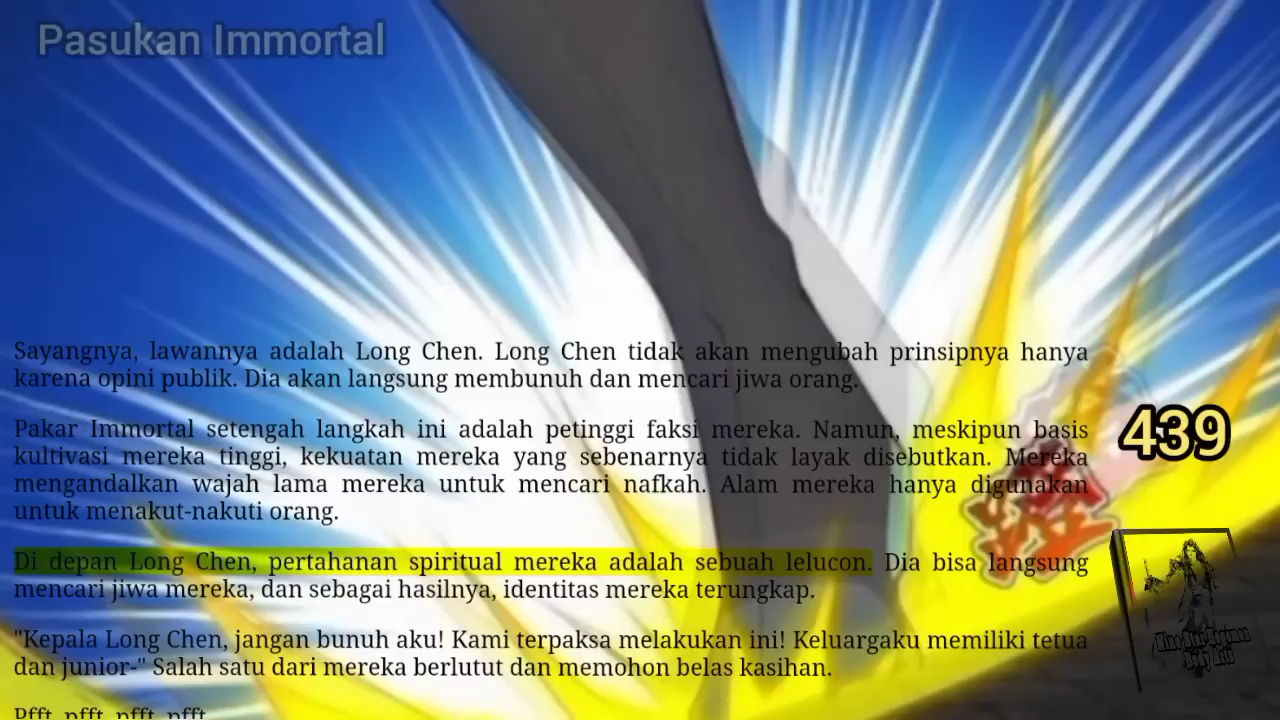 Pasukan Immortal
Sayangnya, lawannya adalah Long Chen. Long Chen tidak akan mengubah prinsipnya hanya
karena opini publik. Dia akan langsung membunuh dan mencari jiwa orang.
Pakar Immortal setengah langkah ini adalah petinggi faksi mereka. Namun, meskipun basis
kultivasi mereka tinggi, kekuatan mereka yang sebenarnya tidak layak disebutkan. Mereka
mengandalkan wajah lama mereka untuk mencari nafkah. Alam mereka hanya digunakan
untuk menakut-nakuti orang.
439
Di depan Long Chen, pertahanan spiritual mereka adalah sebuah lelucon. Dia bisa langsung
mencari jiwa mereka, dan sebagai hasilnya, identitas mereka terungkap.
"Kepala Long Chen, jangan bunuh aku! Kami terpaksa melakukan ini! Keluargaku memiliki tetua
dan junior-" Salah satu dari mereka berlutut dan memohon belas kasihan.
Pfft, pfft, pfft, pfft